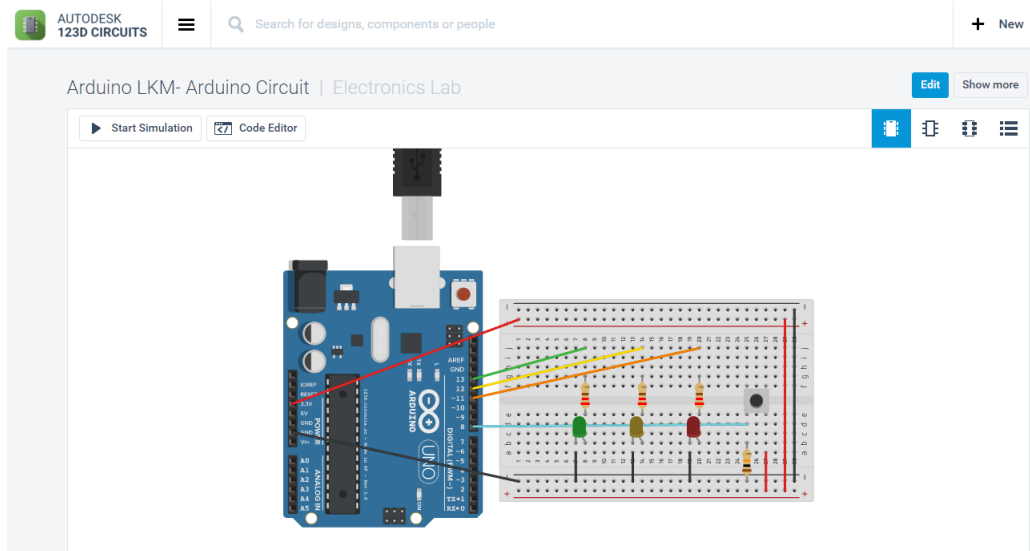 AUTODESK
123D CIRCUITS
Search for designs, components or people
+ New
Arduino LKM- Arduino Circuit | Electronics Lab
Edit
Show more
Start Simulation
Code Editor
IOREF
RESET
3.3V
5V
GND
GND
Vin
POWER
A0
A1
A2
A3
A4
A5
ANALOG IN
TX
RX
L
ARDUINO
UNO
ON
AREF
GND
13
12
~11
~10
~9
8
7
~6
~5
~3
2
TX→1
RX←0
DIGITAL (PWM~)